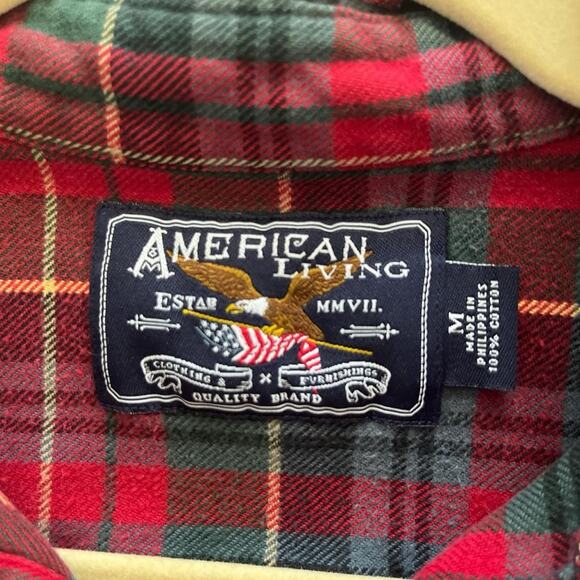 AMERICAN
LIVING
ESTAB MMVII.
CLOTHING & × FURNISHINGS
QUALITY BRAND
M
MADE IN
PHILIPPINES
100% COTTON